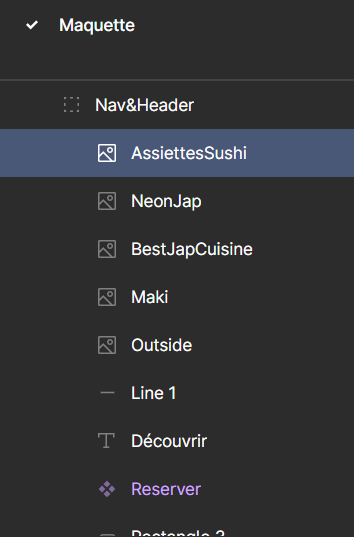 Maquette
Nav&Header
AssiettesSushi
NeonJap
BestJapCuisine
Maki
Outside
Line 1
Découvrir
Reserver